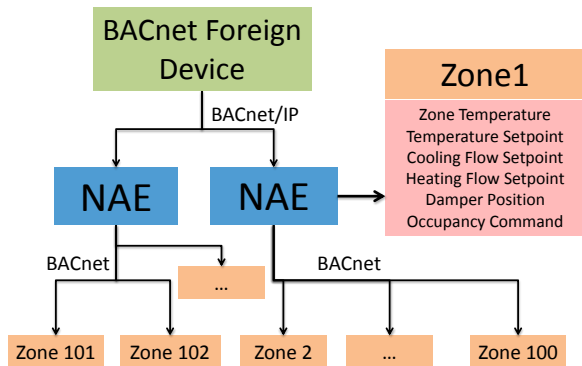 BACnet Foreign
Device
Zone1
BACnet/IP
Zone Temperature
Temperature Setpoint
Cooling Flow Setpoint
Heating Flow Setpoint
Damper Position
Occupancy Command
NAE
NAE
BACnet
...
BACnet
Zone 101
Zone 102
Zone 2
...
Zone 100